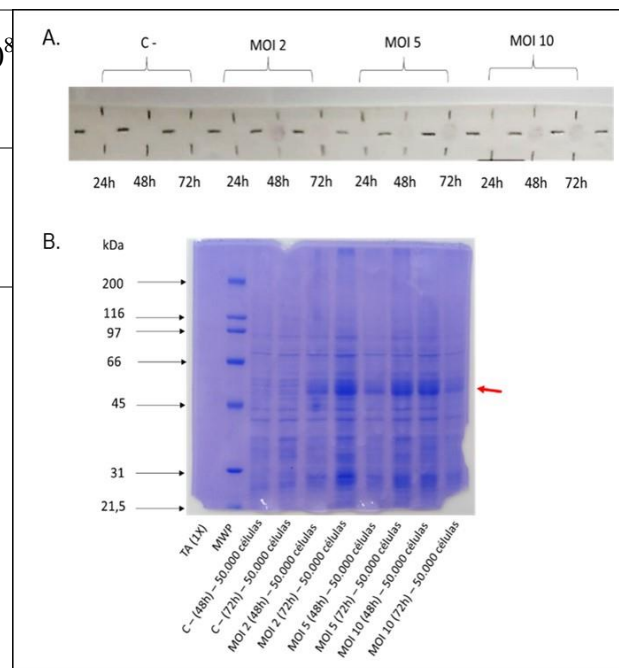 A.
C - MOI 2 MOI 5 MOI 10
24h 48h 72h 24h 48h 72h 24h 48h 72h 24h 48h 72h
B.
kDa
200
116
97
66
45
31
21,5
TA (1X)
MWP
C – (48h) – 50.000 células
C – (72h) – 50.000 células
MOI 2 (48h) – 50.000 células
MOI 2 (72h) – 50.000 células
MOI 5 (48h) – 50.000 células
MOI 5 (72h) – 50.000 células
MOI 10 (48h) – 50.000 células
MOI 10 (72h) – 50.000 células